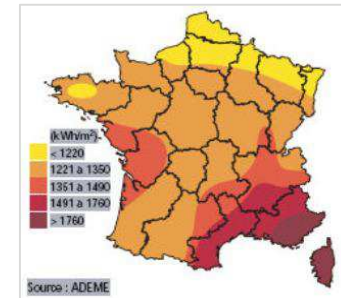 (kWh/m²)
< 1220
1221 à 1350
1351 à 1490
1491 à 1760
> 1760
Source : ADEME